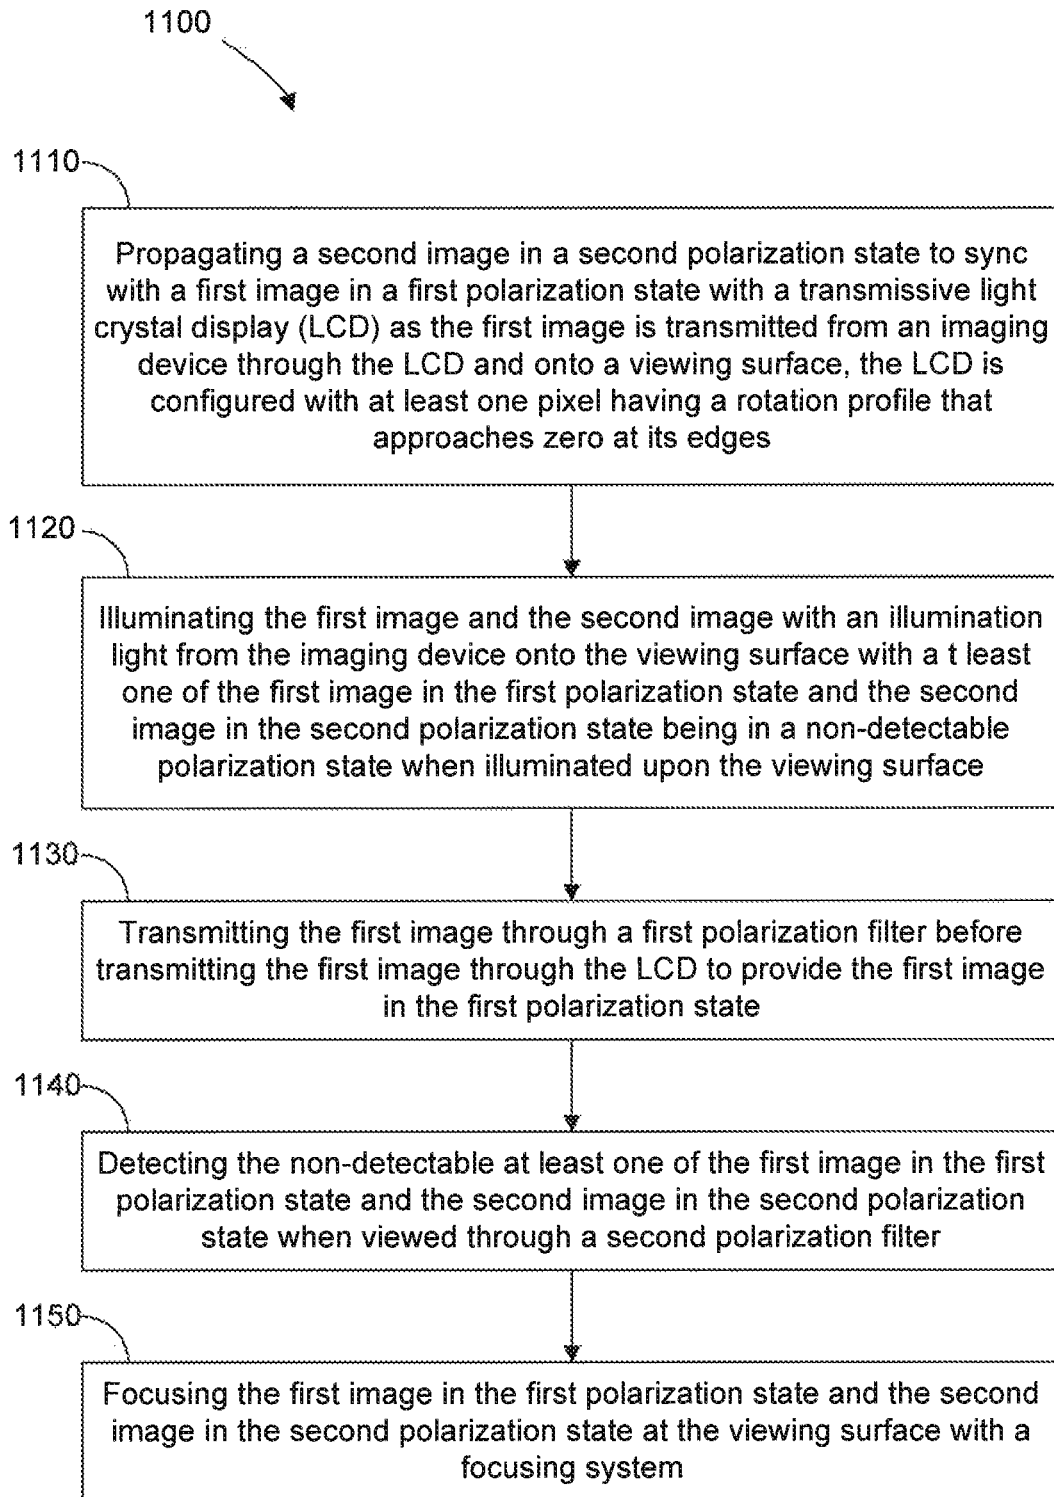 1100
1110
Propagating a second image in a second polarization state to sync
with a first image in a first polarization state with a transmissive light
crystal display (LCD) as the first image is transmitted from an imaging
device through the LCD and onto a viewing surface, the LCD is
configured with at least one pixel having a rotation profile that
approaches zero at its edges
1120
Illuminating the first image and the second image with an illumination
light from the imaging device onto the viewing surface with a t least
one of the first image in the first polarization state and the second
image in the second polarization state being in a non-detectable
polarization state when illuminated upon the viewing surface
1130
Transmitting the first image through a first polarization filter before
transmitting the first image through the LCD to provide the first image
in the first polarization state
1140
Detecting the non-detectable at least one of the first image in the first
polarization state and the second image in the second polarization
state when viewed through a second polarization filter
1150
Focusing the first image in the first polarization state and the second
image in the second polarization state at the viewing surface with a
focusing system